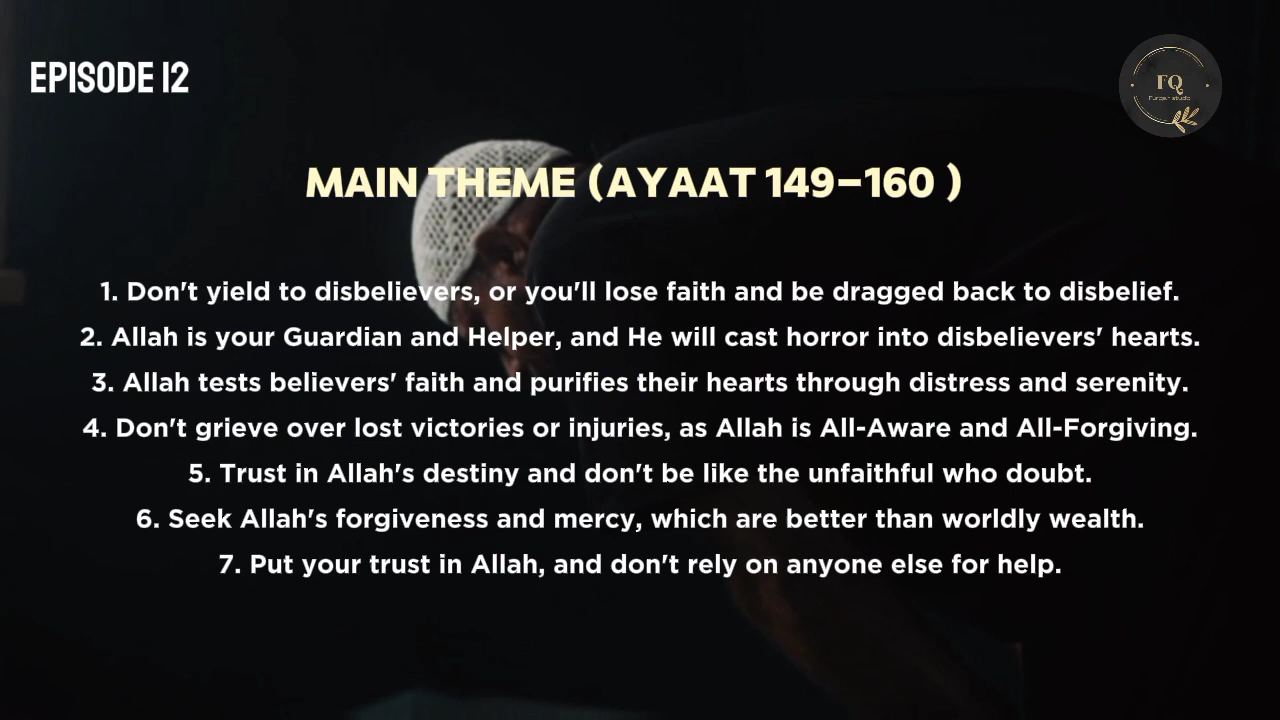 EPISODE 12
FQ
Furqan studio
MAIN THEME (AYAAT 149–160 )
1. Don't yield to disbelievers, or you'll lose faith and be dragged back to disbelief.
2. Allah is your Guardian and Helper, and He will cast horror into disbelievers' hearts.
3. Allah tests believers' faith and purifies their hearts through distress and serenity.
4. Don't grieve over lost victories or injuries, as Allah is All-Aware and All-Forgiving.
5. Trust in Allah's destiny and don't be like the unfaithful who doubt.
6. Seek Allah's forgiveness and mercy, which are better than worldly wealth.
7. Put your trust in Allah, and don't rely on anyone else for help.